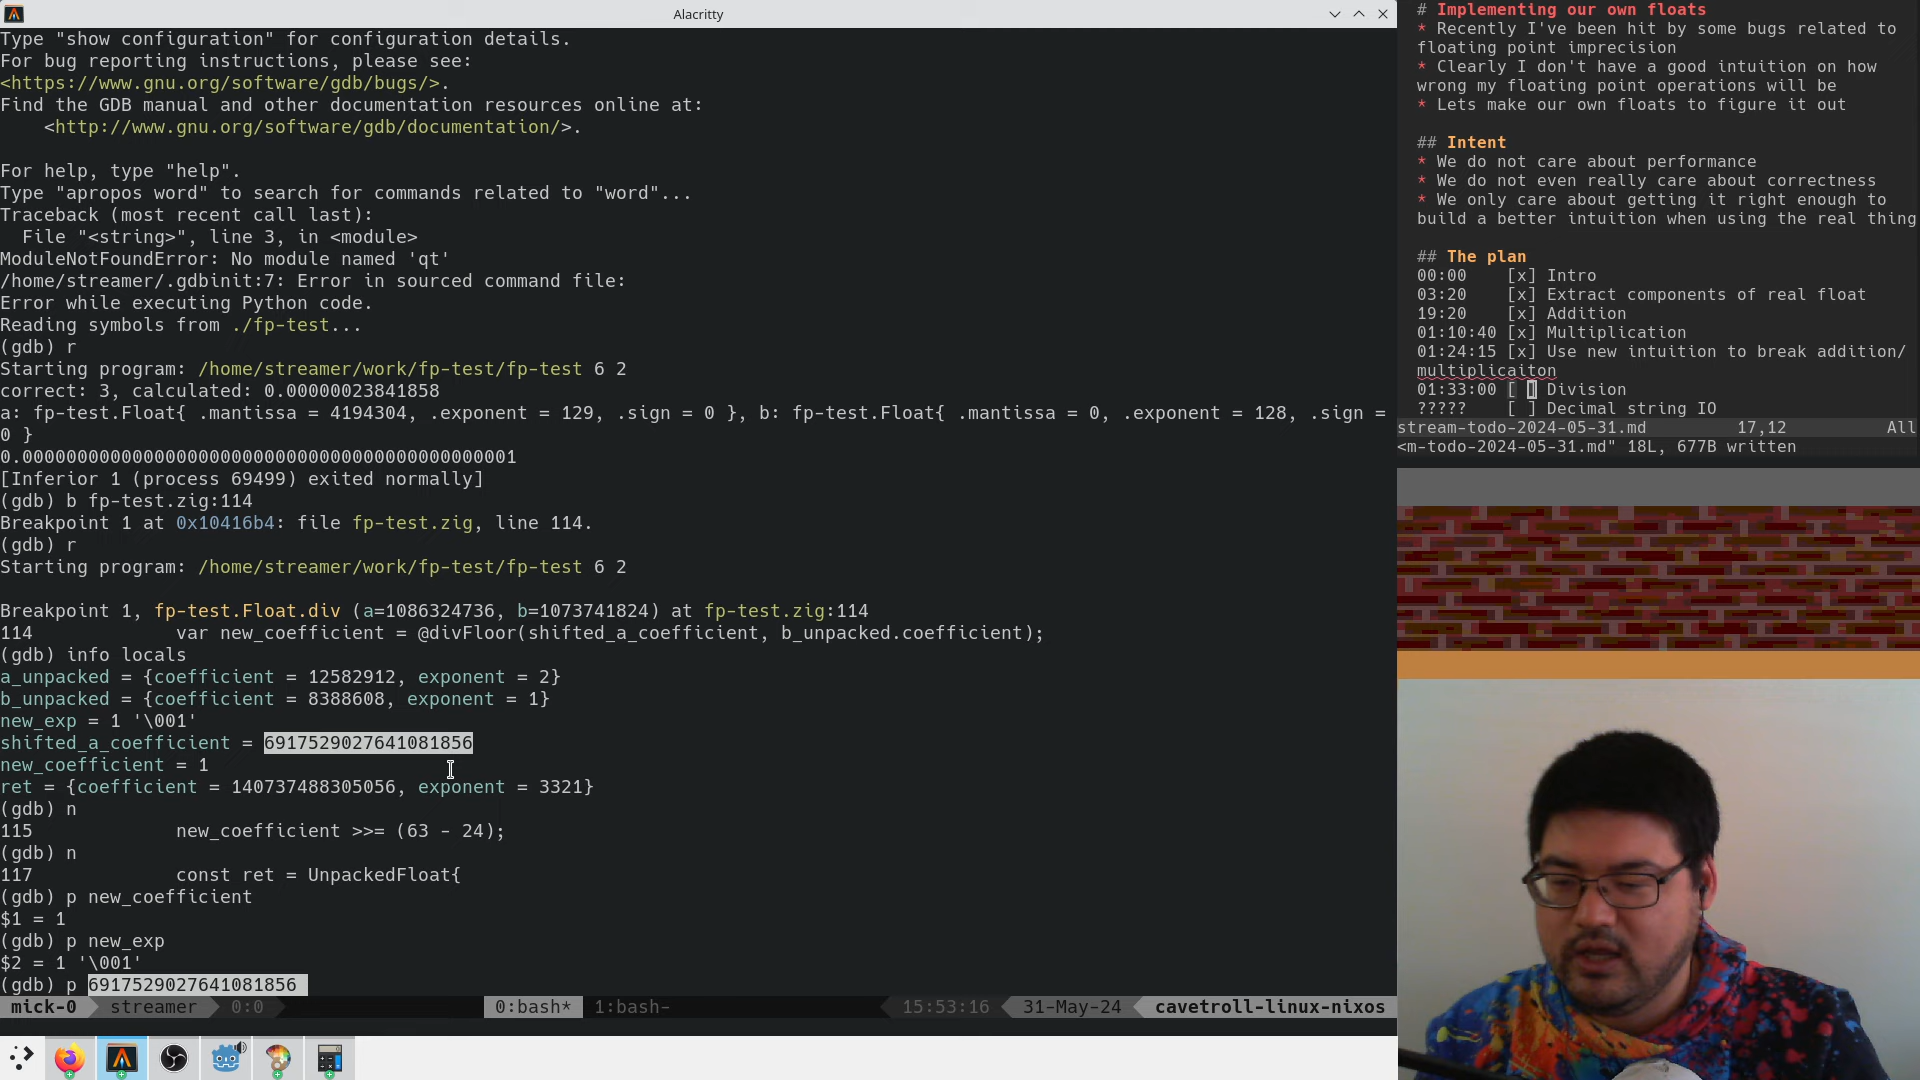 Alacritty
Type "show configuration" for configuration details.
For bug reporting instructions, please see:
<https://www.gnu.org/software/gdb/bugs/>.
Find the GDB manual and other documentation resources online at:
    <http://www.gnu.org/software/gdb/documentation/>.
For help, type "help".
Type "apropos word" to search for commands related to "word"...
Traceback (most recent call last):
  File "<string>", line 3, in <module>
ModuleNotFoundError: No module named 'qt'
/home/streamer/.gdbinit:7: Error in sourced command file:
Error while executing Python code.
Reading symbols from ./fp-test...
(gdb) r
Starting program: /home/streamer/work/fp-test/fp-test 6 2
correct: 3, calculated: 0.00000023841858
a: fp-test.Float{ .mantissa = 4194304, .exponent = 129, .sign = 0 }, b: fp-test.Float{ .mantissa = 0, .exponent = 128, .sign =
0 }
0.0000000000000000000000000000000000000000000001
[Inferior 1 (process 69499) exited normally]
(gdb) b fp-test.zig:114
Breakpoint 1 at 0x10416b4: file fp-test.zig, line 114.
(gdb) r
Starting program: /home/streamer/work/fp-test/fp-test 6 2
Breakpoint 1, fp-test.Float.div (a=1086324736, b=1073741824) at fp-test.zig:114
114             var new_coefficient = @divFloor(shifted_a_coefficient, b_unpacked.coefficient);
(gdb) info locals
a_unpacked = {coefficient = 12582912, exponent = 2}
b_unpacked = {coefficient = 8388608, exponent = 1}
new_exp = 1 '\001'
shifted_a_coefficient = 6917529027641081856
new_coefficient = 1
ret = {coefficient = 140737488305056, exponent = 3321}
(gdb) n
115             new_coefficient >>= (63 - 24);
(gdb) n
117             const ret = UnpackedFloat{
(gdb) p new_coefficient
$1 = 1
(gdb) p new_exp
$2 = 1 '\001'
(gdb) p 6917529027641081856
mick-0 streamer 0:0 0:bash* 1:bash- 15:53:16 31-May-24 cavetroll-linux-nixos
# Implementing our own floats
* Recently I've been hit by some bugs related to
floating point imprecision
* Clearly I don't have a good intuition on how
wrong my floating point operations will be
* Lets make our own floats to figure it out
## Intent
* We do not care about performance
* We do not even really care about correctness
* We only care about getting it right enough to
build a better intuition when using the real thing
## The plan
00:00    [x] Intro
03:20    [x] Extract components of real float
19:20    [x] Addition
01:10:40 [x] Multiplication
01:24:15 [x] Use new intuition to break addition/
multiplicaiton
01:33:00 [ ] Division
?????    [ ] Decimal string IO
stream-todo-2024-05-31.md 17,12 All
<m-todo-2024-05-31.md" 18L, 677B written